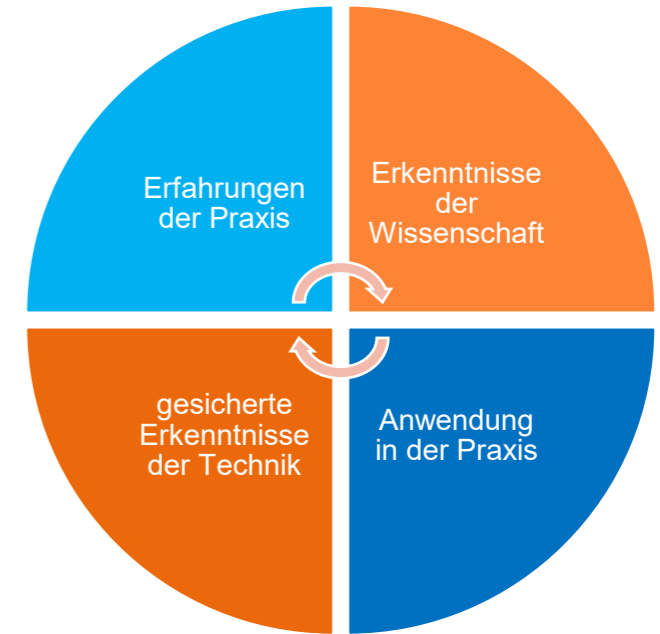 Erfahrungen
der Praxis
Erkenntnisse
der
Wissenschaft
gesicherte
Erkenntnisse
der Technik
Anwendung
in der Praxis